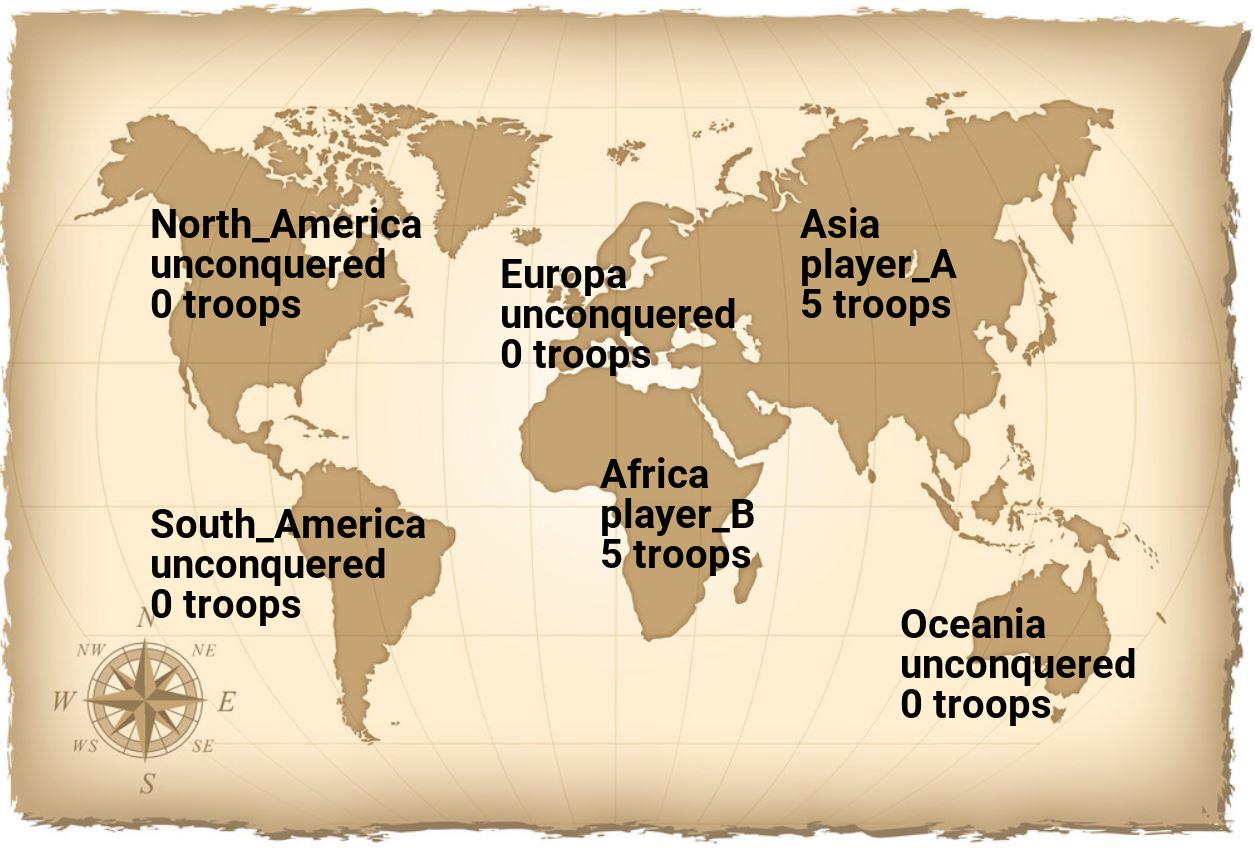 North_America
unconquered
0 troops
Europa
unconquered
0 troops
Asia
player_A
5 troops
Africa
player_B
5 troops
South_America
unconquered
0 troops
Oceania
unconquered
0 troops
N
NW
NE
W
E
WS
SE
S